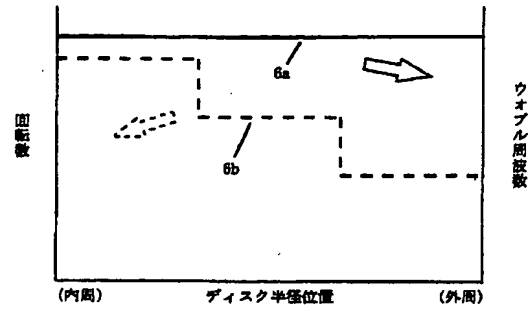 6a
6b
回転数
ウォブル周波数
(内周)
ディスク半径位置
(外周)